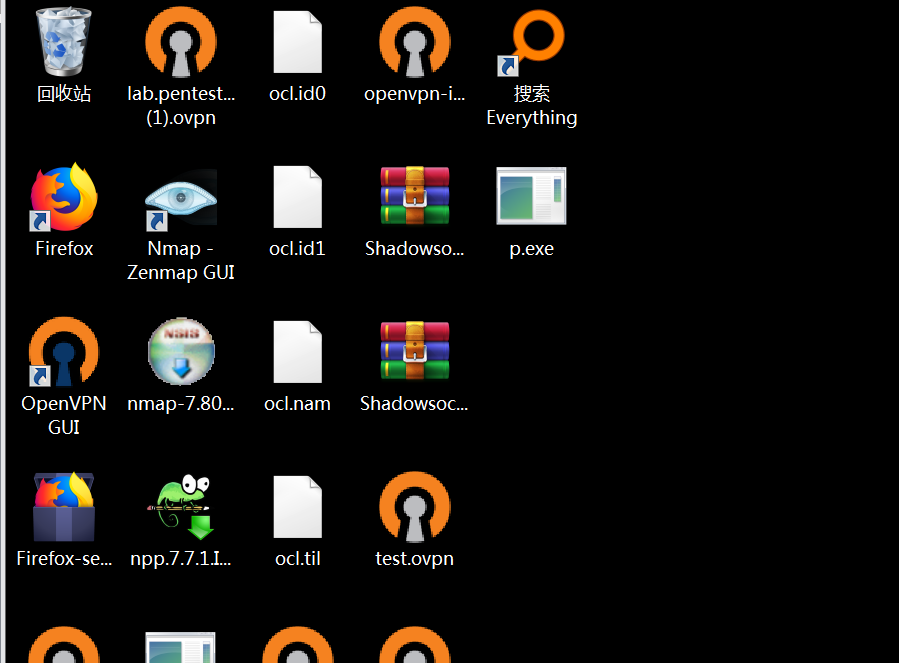 回收站
lab.pentest...
(1).ovpn
ocl.id0
openvpn-i...
搜索
Everything
Firefox
Nmap -
Zenmap GUI
ocl.id1
Shadowso...
p.exe
OpenVPN
GUI
nmap-7.80...
ocl.nam
Shadowsoc...
Firefox-se...
npp.7.7.1.I...
ocl.til
test.ovpn